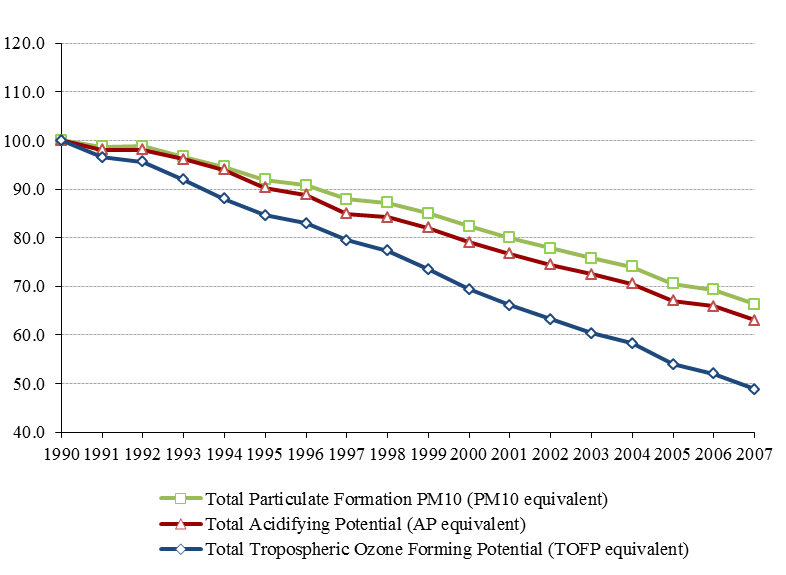 120.0
110.0
100.0
90.0
80.0
70.0
60.0
50.0
40.0
1990 1991 1992 1993 1994 1995 1996 1997 1998 1999 2000 2001 2002 2003 2004 2005 2006 2007
Total Particulate Formation PM10 (PM10 equivalent)
Total Acidifying Potential (AP equivalent)
Total Tropospheric Ozone Forming Potential (TOFP equivalent)